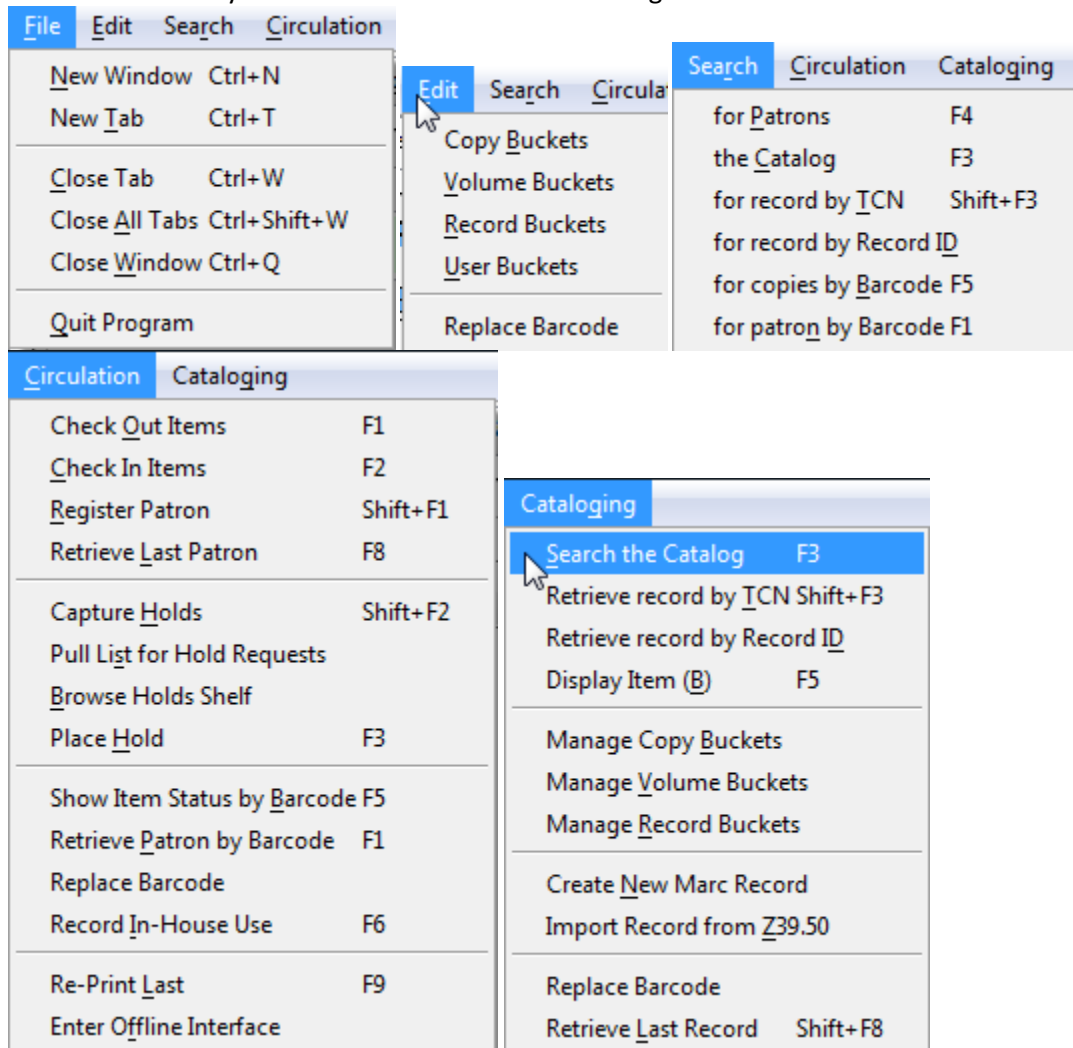 File Edit Search Circulation
New Window Ctrl+N
New Tab Ctrl+T
Close Tab Ctrl+W
Close All Tabs Ctrl+Shift+W
Close Window Ctrl+Q
Quit Program
Edit Search Circula
Copy Buckets
Volume Buckets
Record Buckets
User Buckets
Replace Barcode
Search Circulation Cataloging
for Patrons F4
the Catalog F3
for record by TCN Shift+F3
for record by Record ID
for copies by Barcode F5
for patron by Barcode F1
Circulation Cataloging
Check Out Items F1
Check In Items F2
Register Patron Shift+F1
Retrieve Last Patron F8
Capture Holds Shift+F2
Pull List for Hold Requests
Browse Holds Shelf
Place Hold F3
Show Item Status by Barcode F5
Retrieve Patron by Barcode F1
Replace Barcode
Record In-House Use F6
Re-Print Last F9
Enter Offline Interface
Cataloging
Search the Catalog F3
Retrieve record by TCN Shift+F3
Retrieve record by Record ID
Display Item (B) F5
Manage Copy Buckets
Manage Volume Buckets
Manage Record Buckets
Create New Marc Record
Import Record from Z39.50
Replace Barcode
Retrieve Last Record Shift+F8